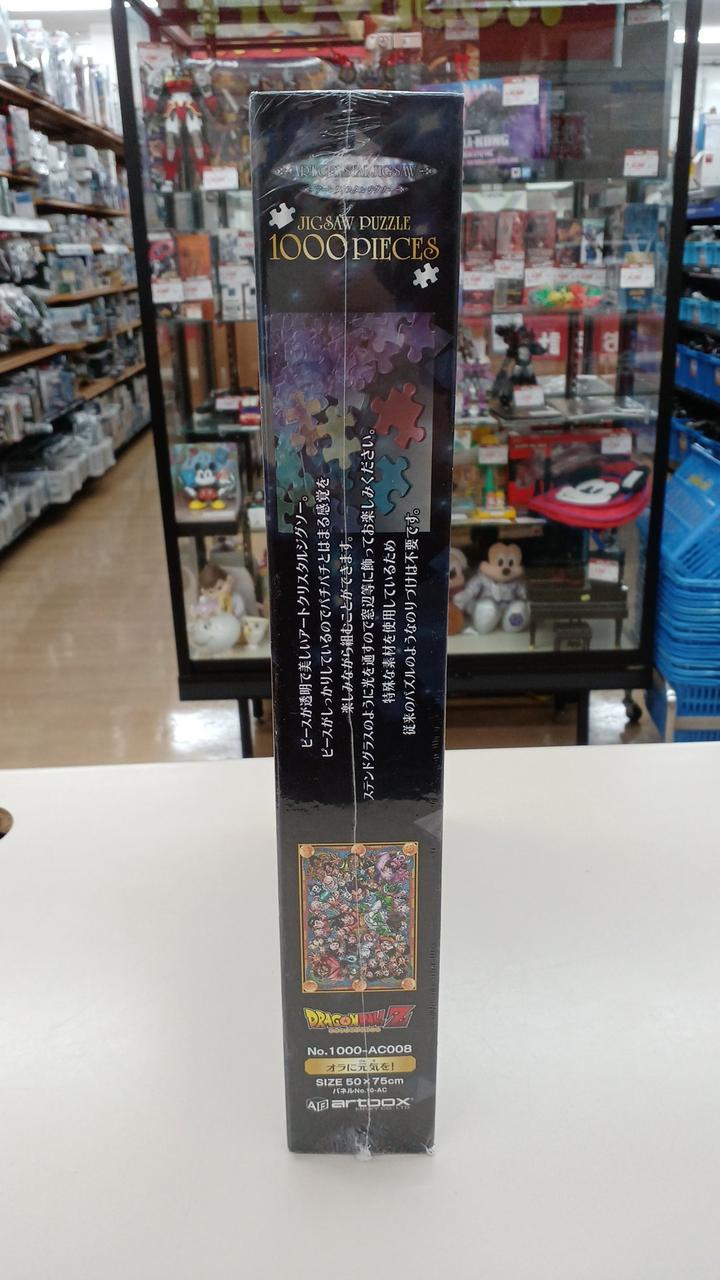 ART CRYSTAL JIGSAW
アートクリスタルジグソー
JIGSAW PUZZLE
1000 PIECES
ピースが透明で美しいアートクリスタルジグソー。
ピースがしっかりしているのでパチパチとはまる感覚を
楽しみながら組むことができます。
ステンドグラスのように光を通すので窓辺等に飾ってお楽しみください。
特殊な素材を使用しているため
従来のパズルのようなのりづけは不要です。
DRAGONBALL Z
No.1000-AC008
オラに元気を!
SIZE 50×75cm
パネルNo.10-AC
artbox
ENSKY CO.,LTD.